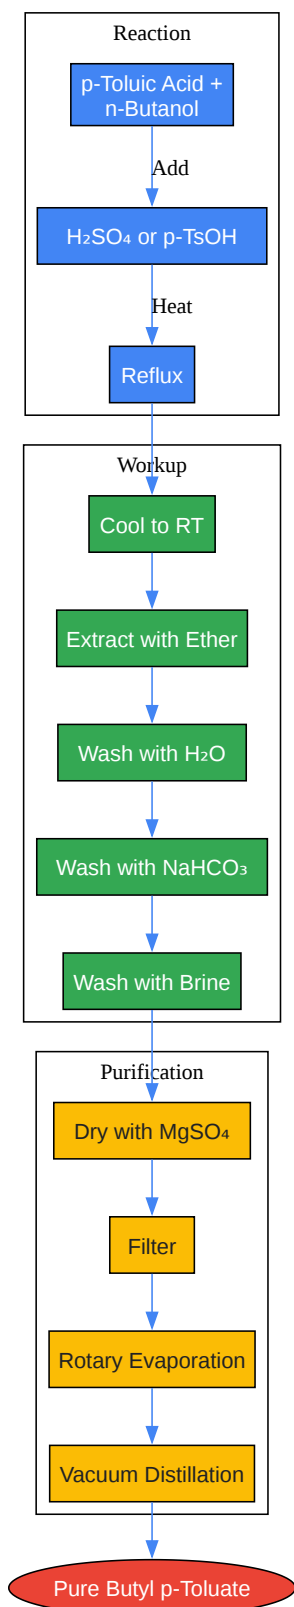 Reaction
p-Toluic Acid +
n-Butanol
Add
H₂SO₄ or p-TsOH
Heat
Reflux
Workup
Cool to RT
Extract with Ether
Wash with H₂O
Wash with NaHCO₃
Wash with Brine
Purification
Dry with MgSO₄
Filter
Rotary Evaporation
Vacuum Distillation
Pure Butyl p-Toluate